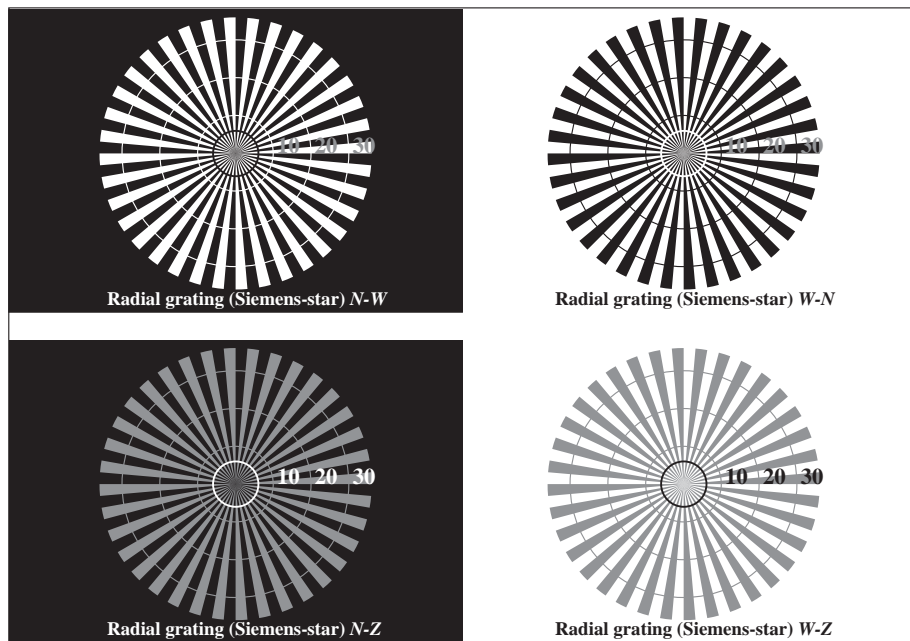 10 20 30
Radial grating (Siemens-star) N-W
10 20 30
Radial grating (Siemens-star) W-N
10 20 30
Radial grating (Siemens-star) N-Z
10 20 30
Radial grating (Siemens-star) W-Z